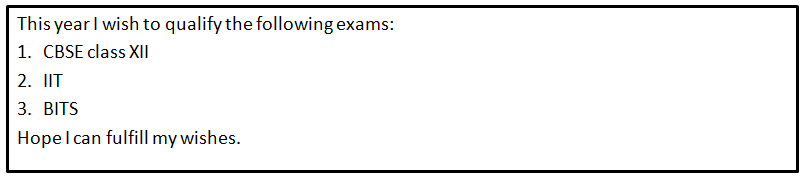 This year I wish to qualify the following exams:
1. CBSE class XII
2. IIT
3. BITS
Hope I can fulfill my wishes.